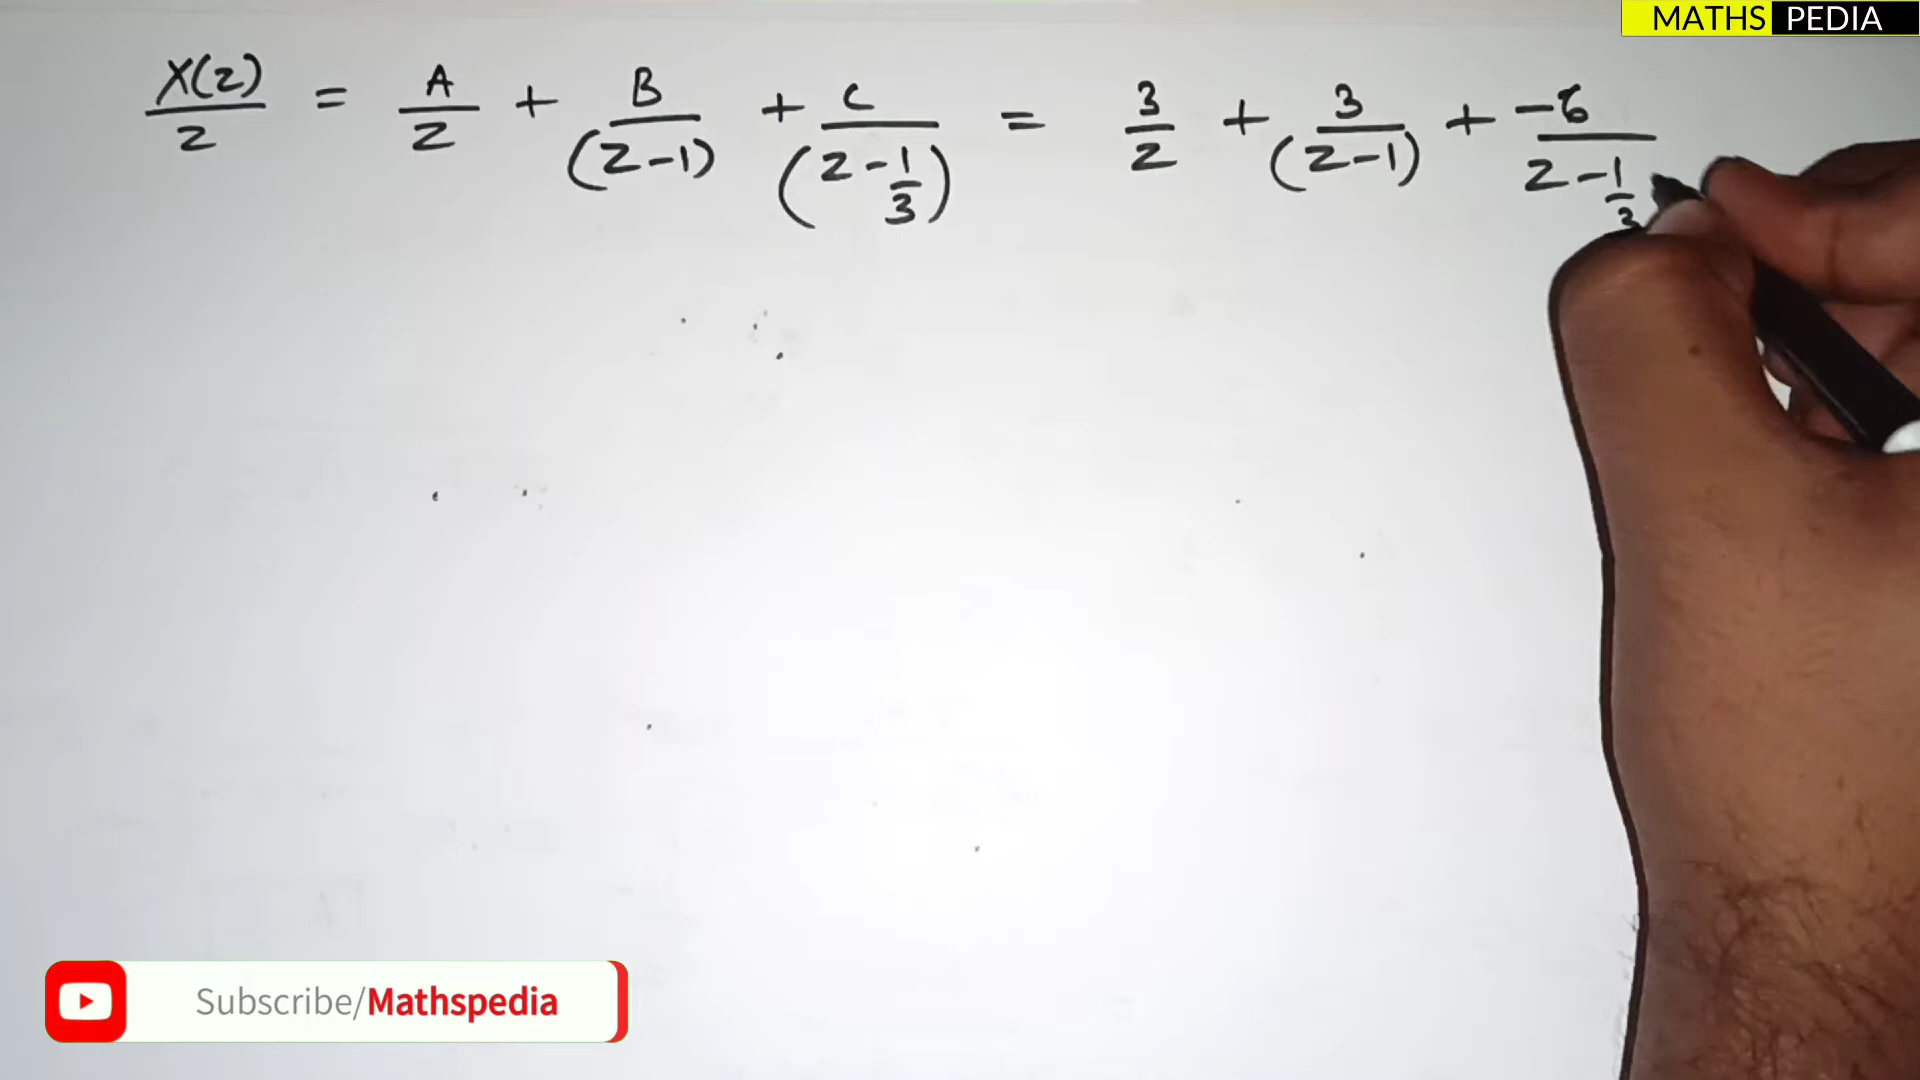 MATHS PEDIA
X(z)/z = A/z + B/(z-1) + C/(z-1/3) = 3/z + 3/(z-1) + -6/z-1/3
Subscribe/Mathspedia